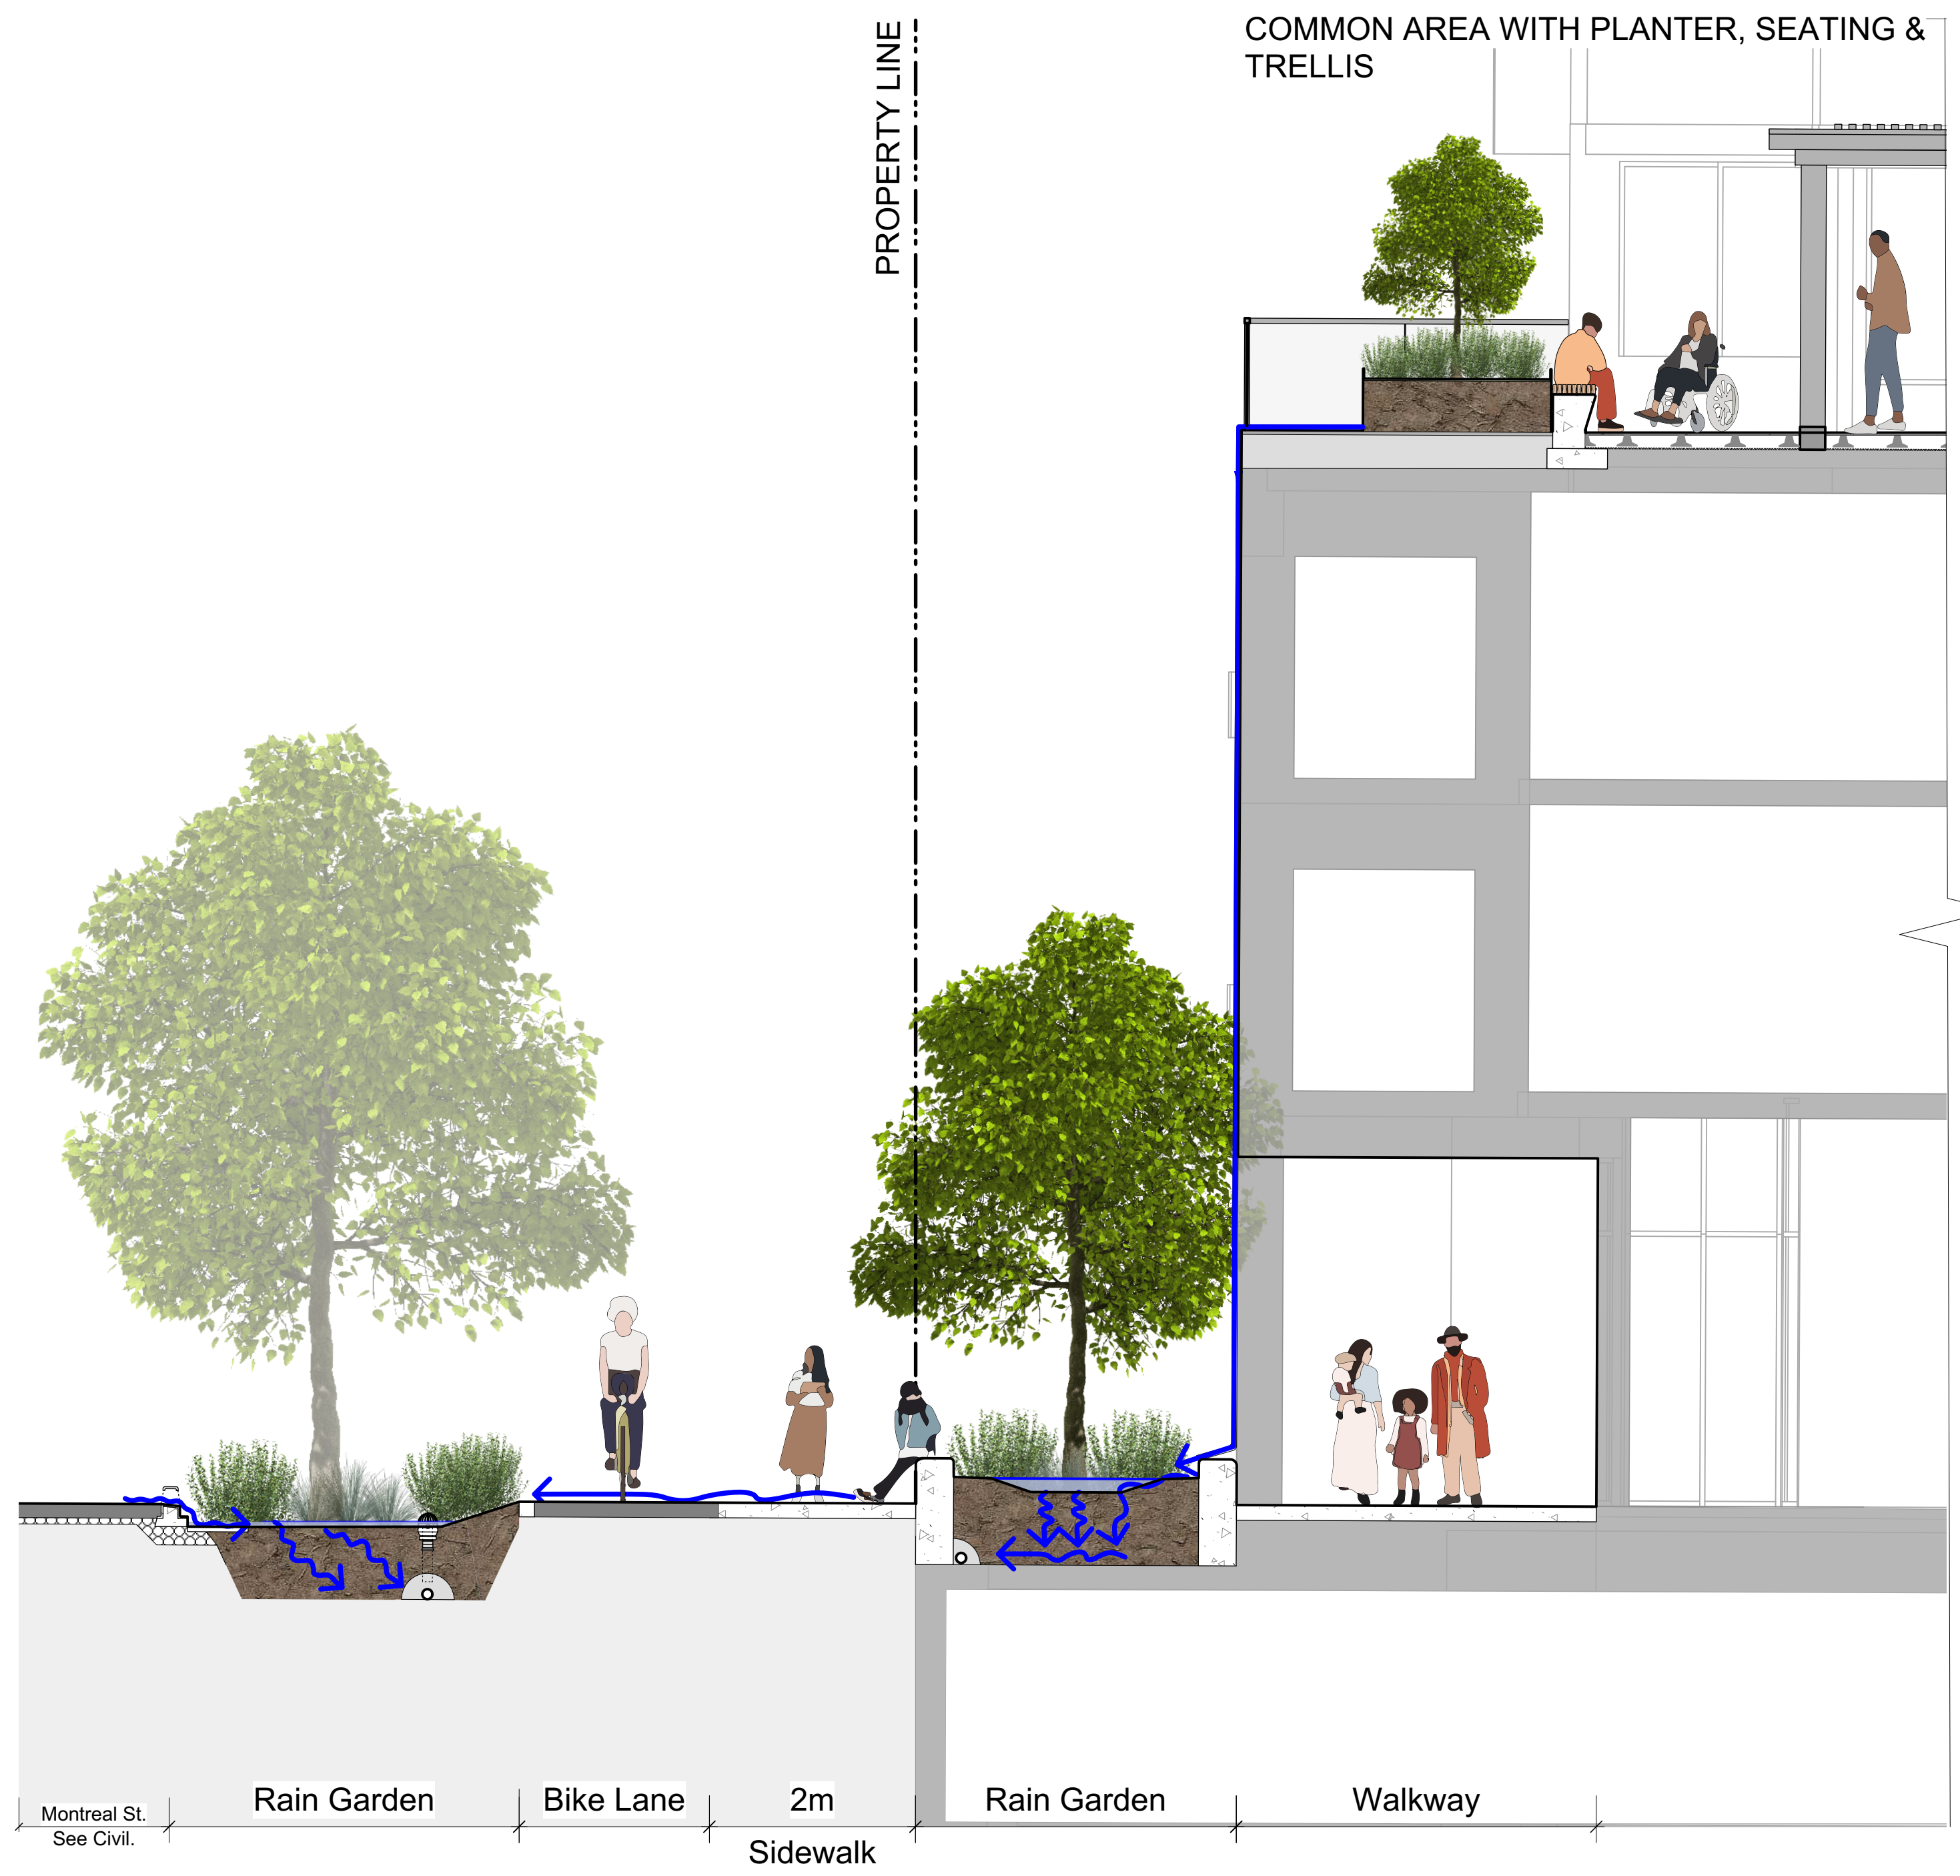 COMMON AREA WITH PLANTER, SEATING &
TRELLIS
PROPERTY LINE
Montreal St.
See Civil.
Rain Garden
Bike Lane
2m
Sidewalk
Rain Garden
Walkway